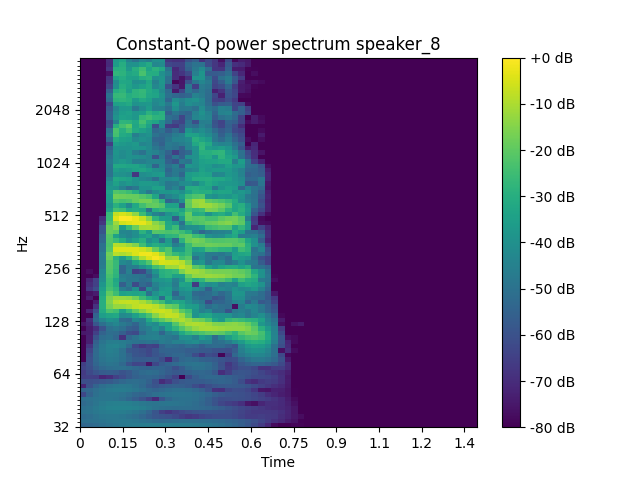 Constant-Q power spectrum speaker_8
Hz
2048
1024
512
256
128
64
32
0 0.15 0.3 0.45 0.6 0.75 0.9 1.1 1.2 1.4
Time
+0 dB
-10 dB
-20 dB
-30 dB
-40 dB
-50 dB
-60 dB
-70 dB
-80 dB